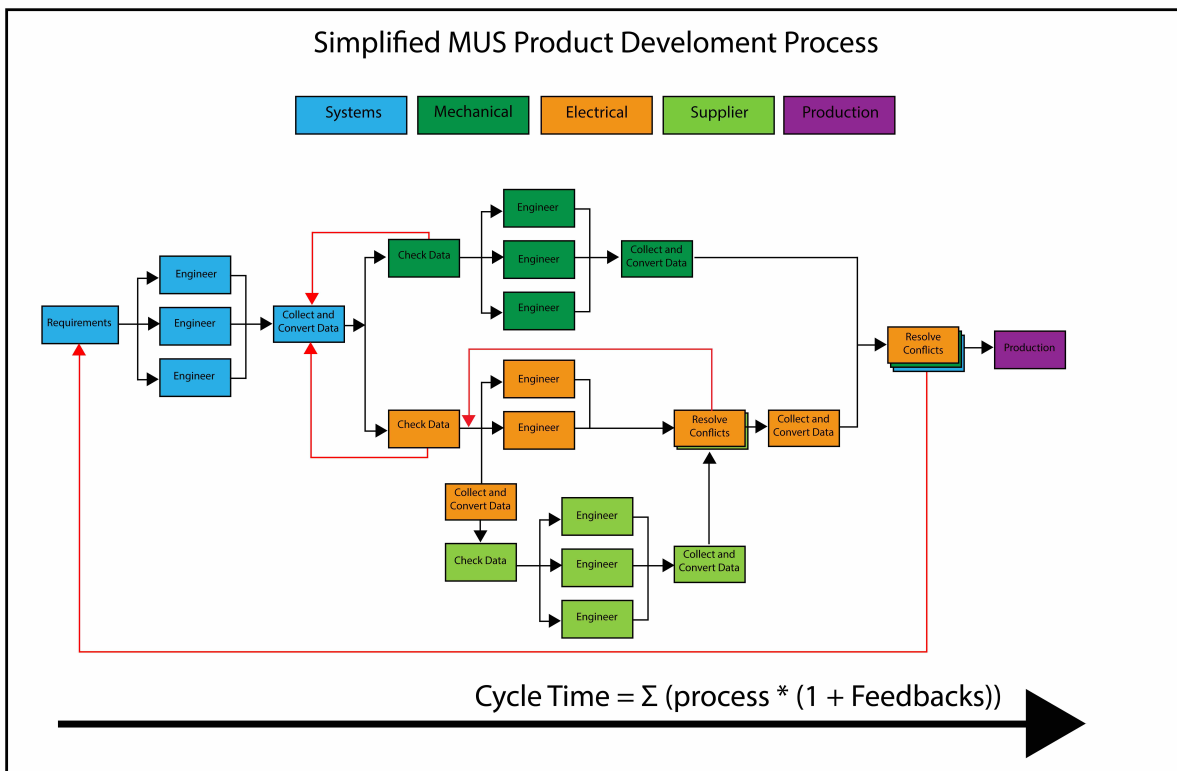 Simplified MUS Product Develoment Process
Systems
Mechanical
Electrical
Supplier
Production
Requirements
Engineer
Engineer
Engineer
Collect and
Convert Data
Check Data
Engineer
Engineer
Engineer
Collect and
Convert Data
Check Data
Engineer
Engineer
Collect and
Convert Data
Check Data
Engineer
Engineer
Engineer
Collect and
Convert Data
Resolve
Conflicts
Collect and
Convert Data
Resolve
Conflicts
Production
Cycle Time = Σ (process * (1 + Feedbacks))